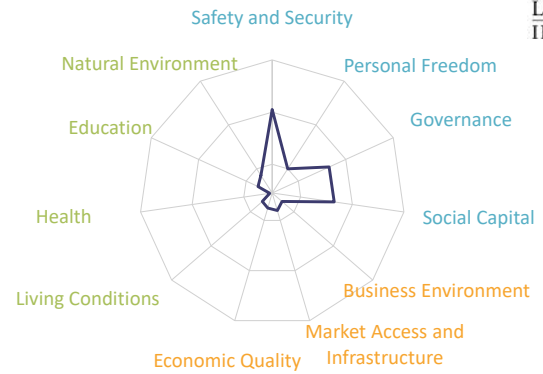 Safety and Security
L
Natural Environment
Personal Freedom
Education
Governance
Health
Social Capital
Living Conditions
Business Environment
Market Access and
Infrastructure
Economic Quality